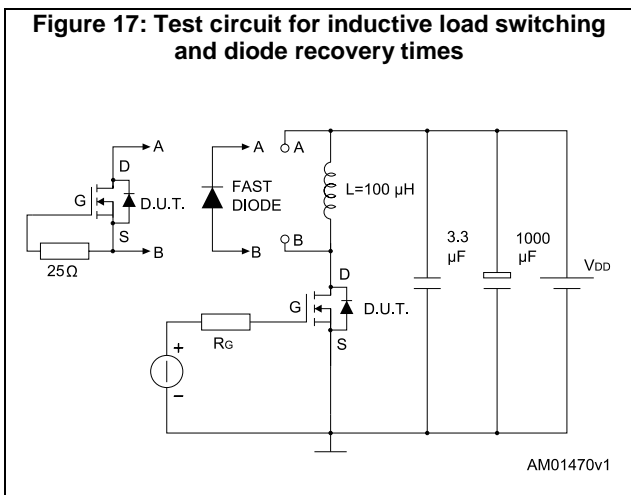 Figure 17: Test circuit for inductive load switching
and diode recovery times
A
D
G
D.U.T.
S
B
25Ω
A
FAST
DIODE
B
A
L=100 µH
B
D
G
D.U.T.
S
RG
+
-
3.3
µF
1000
µF
VDD
AM01470v1